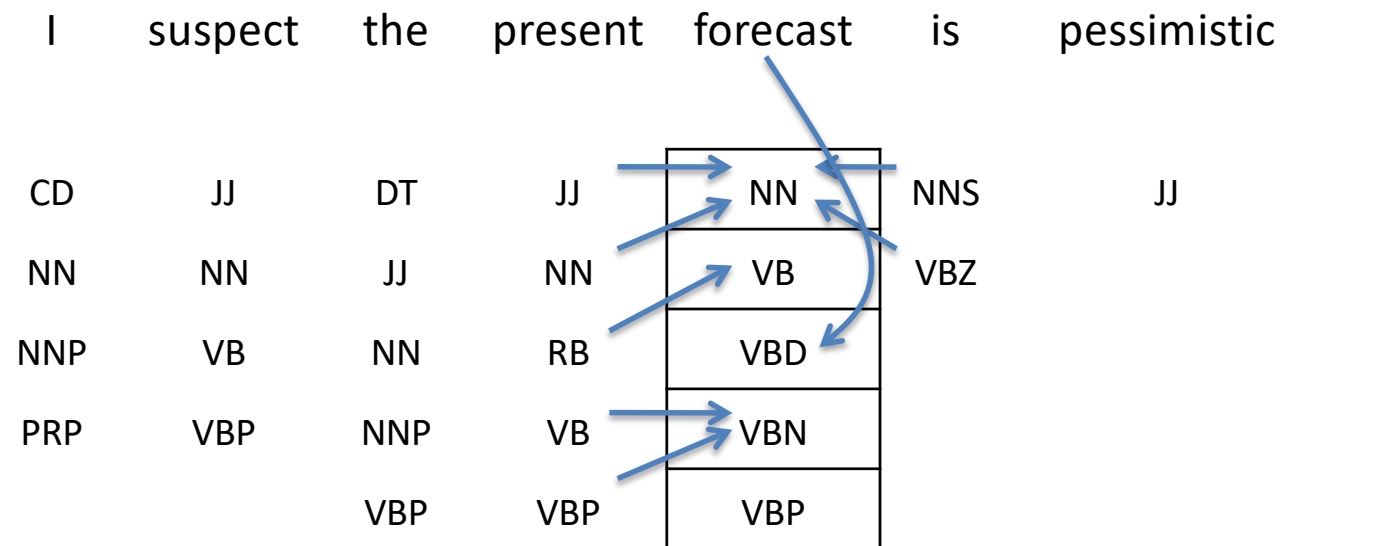 I suspect the present forecast is pessimistic
CD JJ DT JJ NN NNS JJ
NN NN JJ NN VB VBZ
NNP VB NN RB VBD
PRP VBP NNP VB VBN
VBP VBP VBP